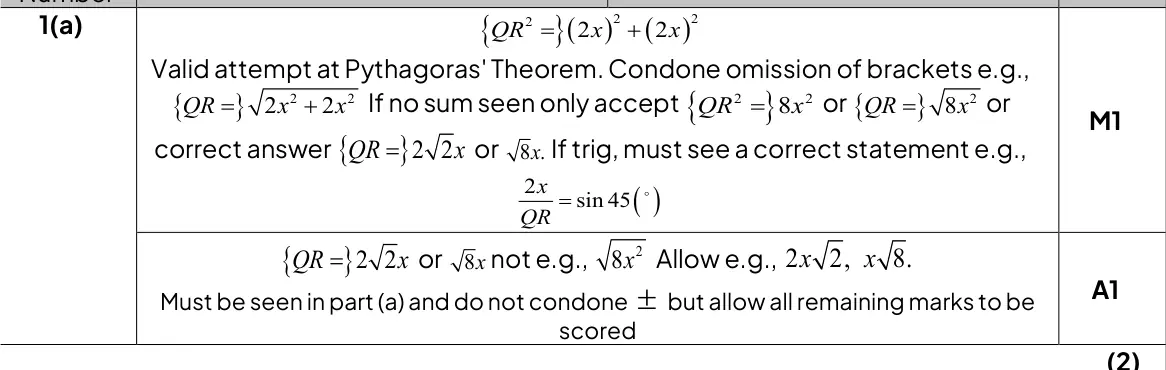 Number
1(a)
{QR² =}(2x)² + (2x)²
Valid attempt at Pythagoras' Theorem. Condone omission of brackets e.g.,
{QR =}√(2x² + 2x²) If no sum seen only accept {QR² =}8x² or {QR =}√(8x²) or
correct answer {QR =}2√2x or √8x. If trig, must see a correct statement e.g.,
2x/QR = sin 45(°)
M1
{QR =}2√2x or √8x not e.g., √(8x²) Allow e.g., 2x√2, x√8.
Must be seen in part (a) and do not condone ± but allow all remaining marks to be
scored
A1
(2)